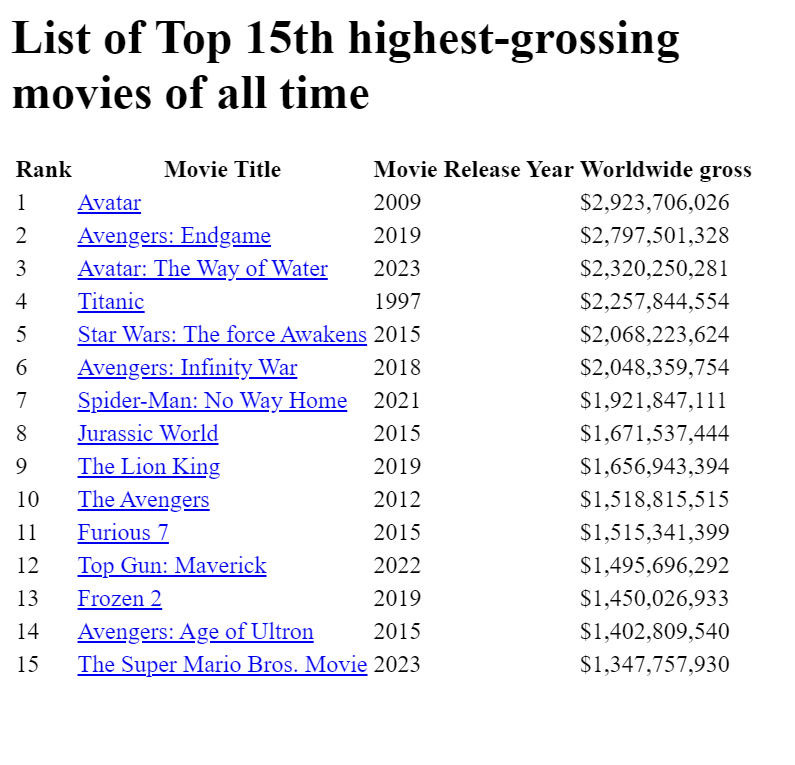 List of Top 15th highest-grossing
movies of all time
Rank Movie Title Movie Release Year Worldwide gross
1 Avatar 2009 $2,923,706,026
2 Avengers: Endgame 2019 $2,797,501,328
3 Avatar: The Way of Water 2023 $2,320,250,281
4 Titanic 1997 $2,257,844,554
5 Star Wars: The force Awakens 2015 $2,068,223,624
6 Avengers: Infinity War 2018 $2,048,359,754
7 Spider-Man: No Way Home 2021 $1,921,847,111
8 Jurassic World 2015 $1,671,537,444
9 The Lion King 2019 $1,656,943,394
10 The Avengers 2012 $1,518,815,515
11 Furious 7 2015 $1,515,341,399
12 Top Gun: Maverick 2022 $1,495,696,292
13 Frozen 2 2019 $1,450,026,933
14 Avengers: Age of Ultron 2015 $1,402,809,540
15 The Super Mario Bros. Movie 2023 $1,347,757,930